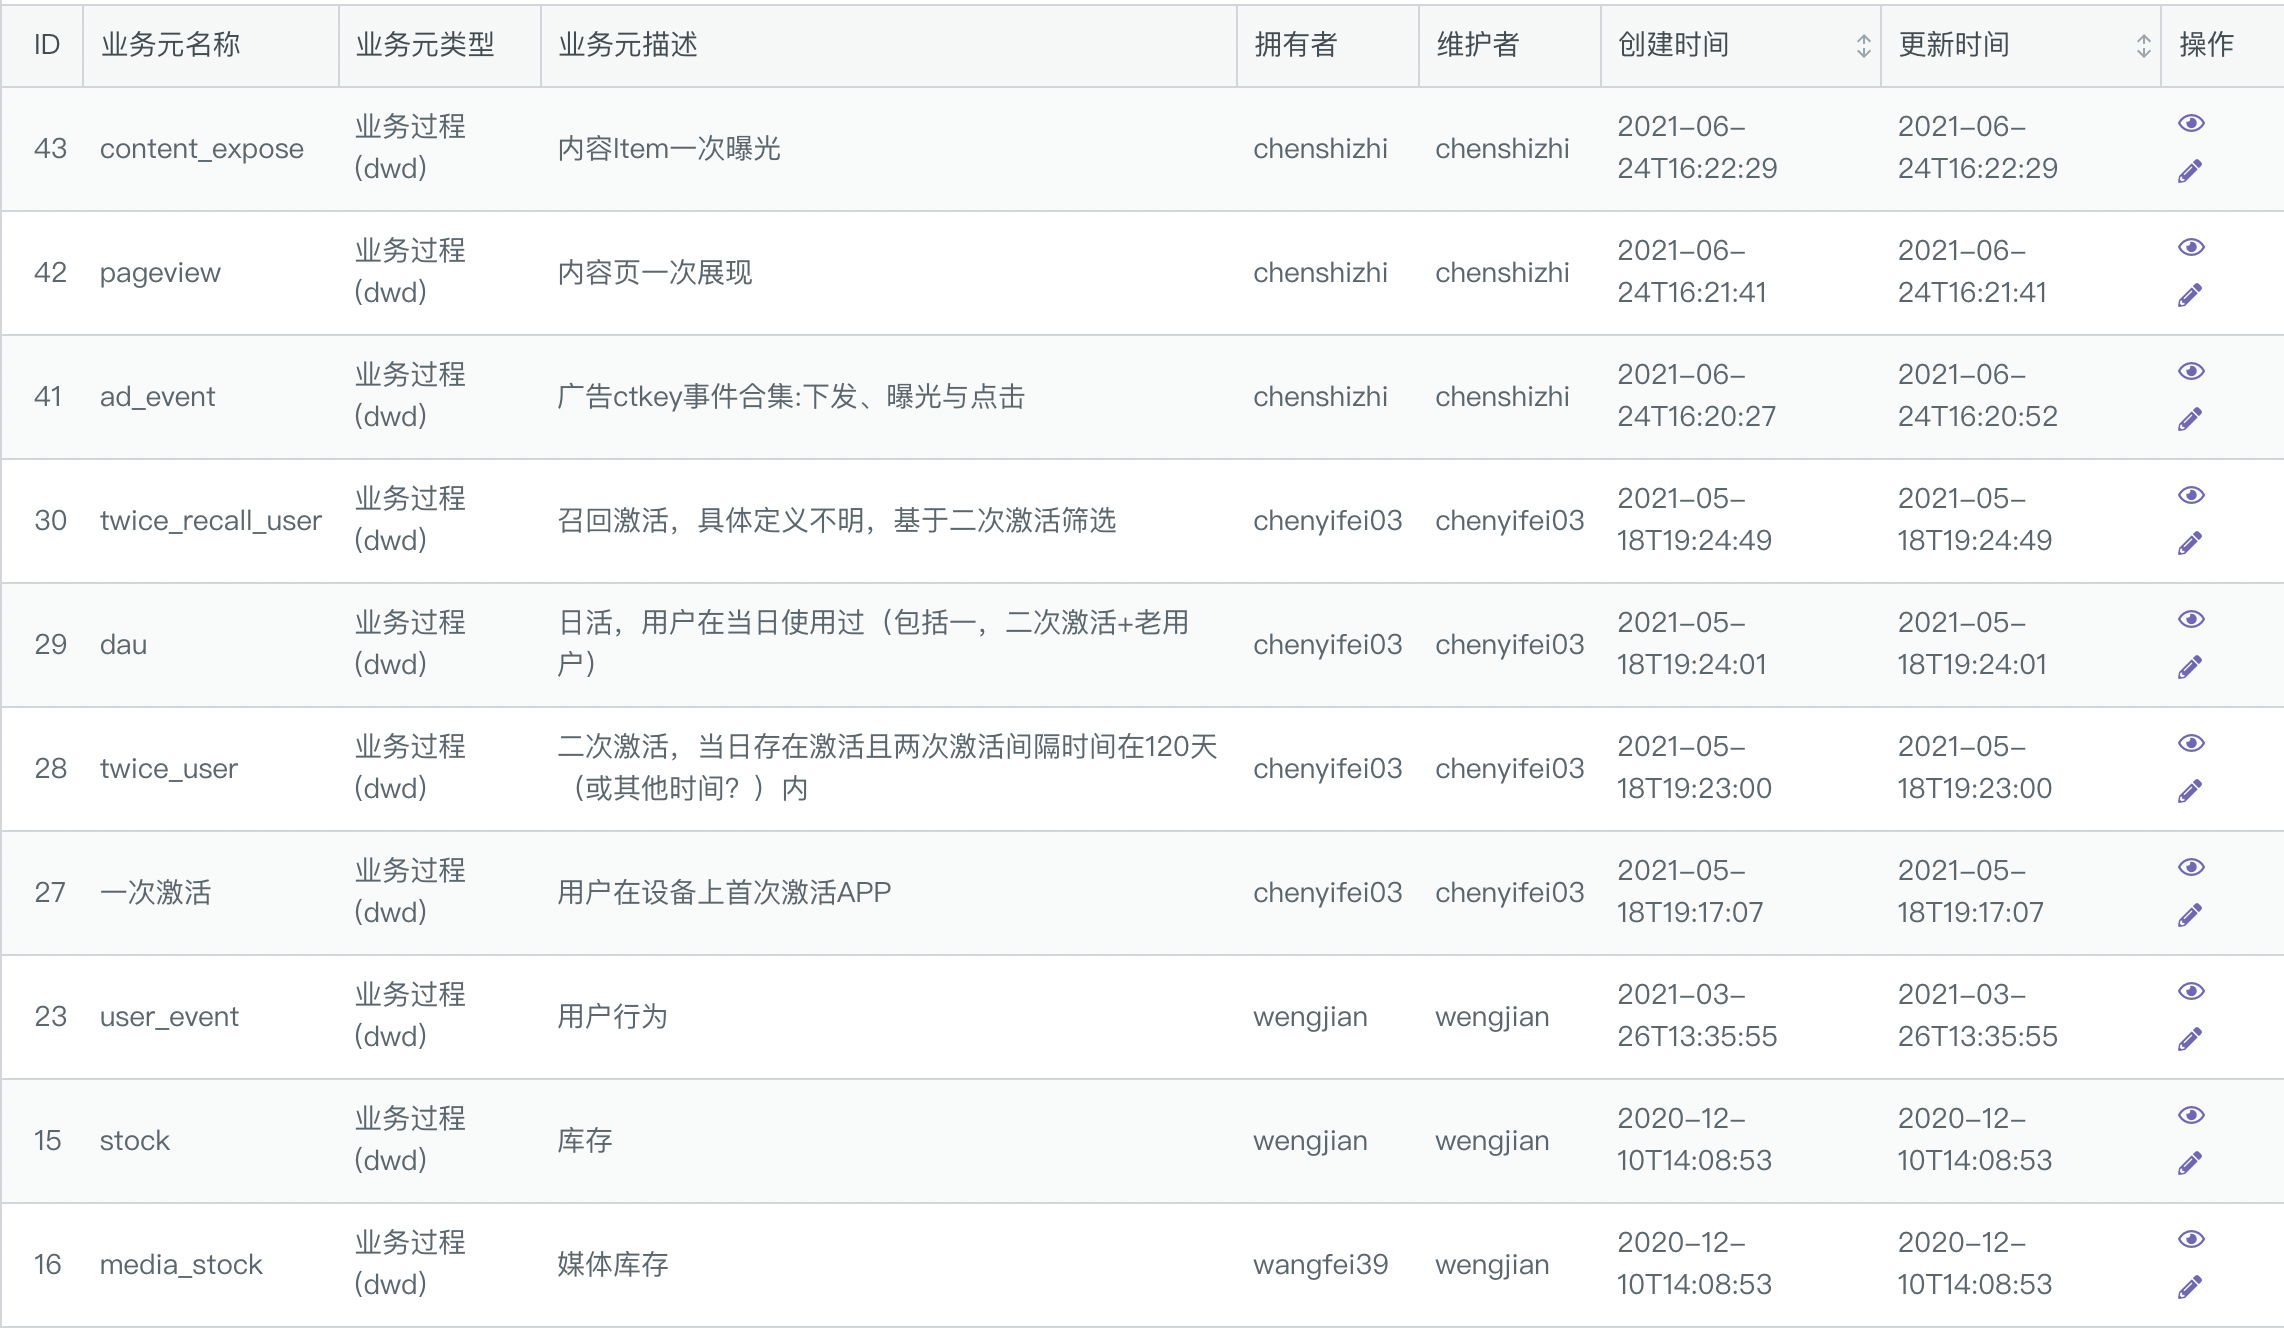 ID 业务元名称 业务元类型 业务元描述 拥有者 维护者 创建时间 更新时间 操作
43 content_expose 业务过程 (dwd) 内容Item一次曝光 chenshizhi chenshizhi 2021-06-24T16:22:29 2021-06-24T16:22:29
42 pageview 业务过程 (dwd) 内容页一次展现 chenshizhi chenshizhi 2021-06-24T16:21:41 2021-06-24T16:21:41
41 ad_event 业务过程 (dwd) 广告ctkey事件合集:下发、曝光与点击 chenshizhi chenshizhi 2021-06-24T16:20:27 2021-06-24T16:20:52
30 twice_recall_user 业务过程 (dwd) 召回激活，具体定义不明，基于二次激活筛选 chenyifei03 chenyifei03 2021-05-18T19:24:49 2021-05-18T19:24:49
29 dau 业务过程 (dwd) 日活，用户在当日使用过（包括一，二次激活+老用户） chenyifei03 chenyifei03 2021-05-18T19:24:01 2021-05-18T19:24:01
28 twice_user 业务过程 (dwd) 二次激活，当日存在激活且两次激活间隔时间在120天（或其他时间？）内 chenyifei03 chenyifei03 2021-05-18T19:23:00 2021-05-18T19:23:00
27 一次激活 业务过程 (dwd) 用户在设备上首次激活APP chenyifei03 chenyifei03 2021-05-18T19:17:07 2021-05-18T19:17:07
23 user_event 业务过程 (dwd) 用户行为 wengjian wengjian 2021-03-26T13:35:55 2021-03-26T13:35:55
15 stock 业务过程 (dwd) 库存 wengjian wengjian 2020-12-10T14:08:53 2020-12-10T14:08:53
16 media_stock 业务过程 (dwd) 媒体库存 wangfei39 wengjian 2020-12-10T14:08:53 2020-12-10T14:08:53